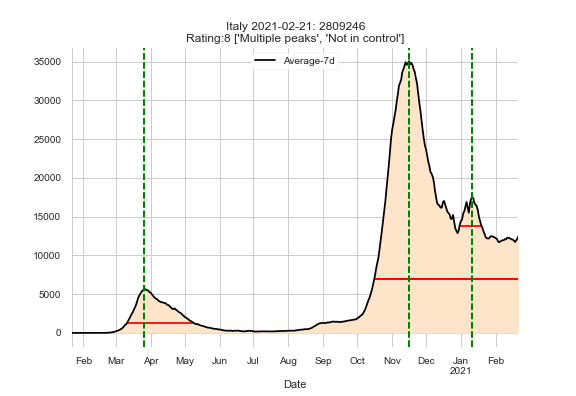 Italy 2021-02-21: 2809246
Rating:8 ['Multiple peaks', 'Not in control']
Average-7d
35000
30000
25000
20000
15000
10000
5000
0
Feb Mar Apr May Jun Jul Aug Sep Oct Nov Dec Jan Feb
2021
Date